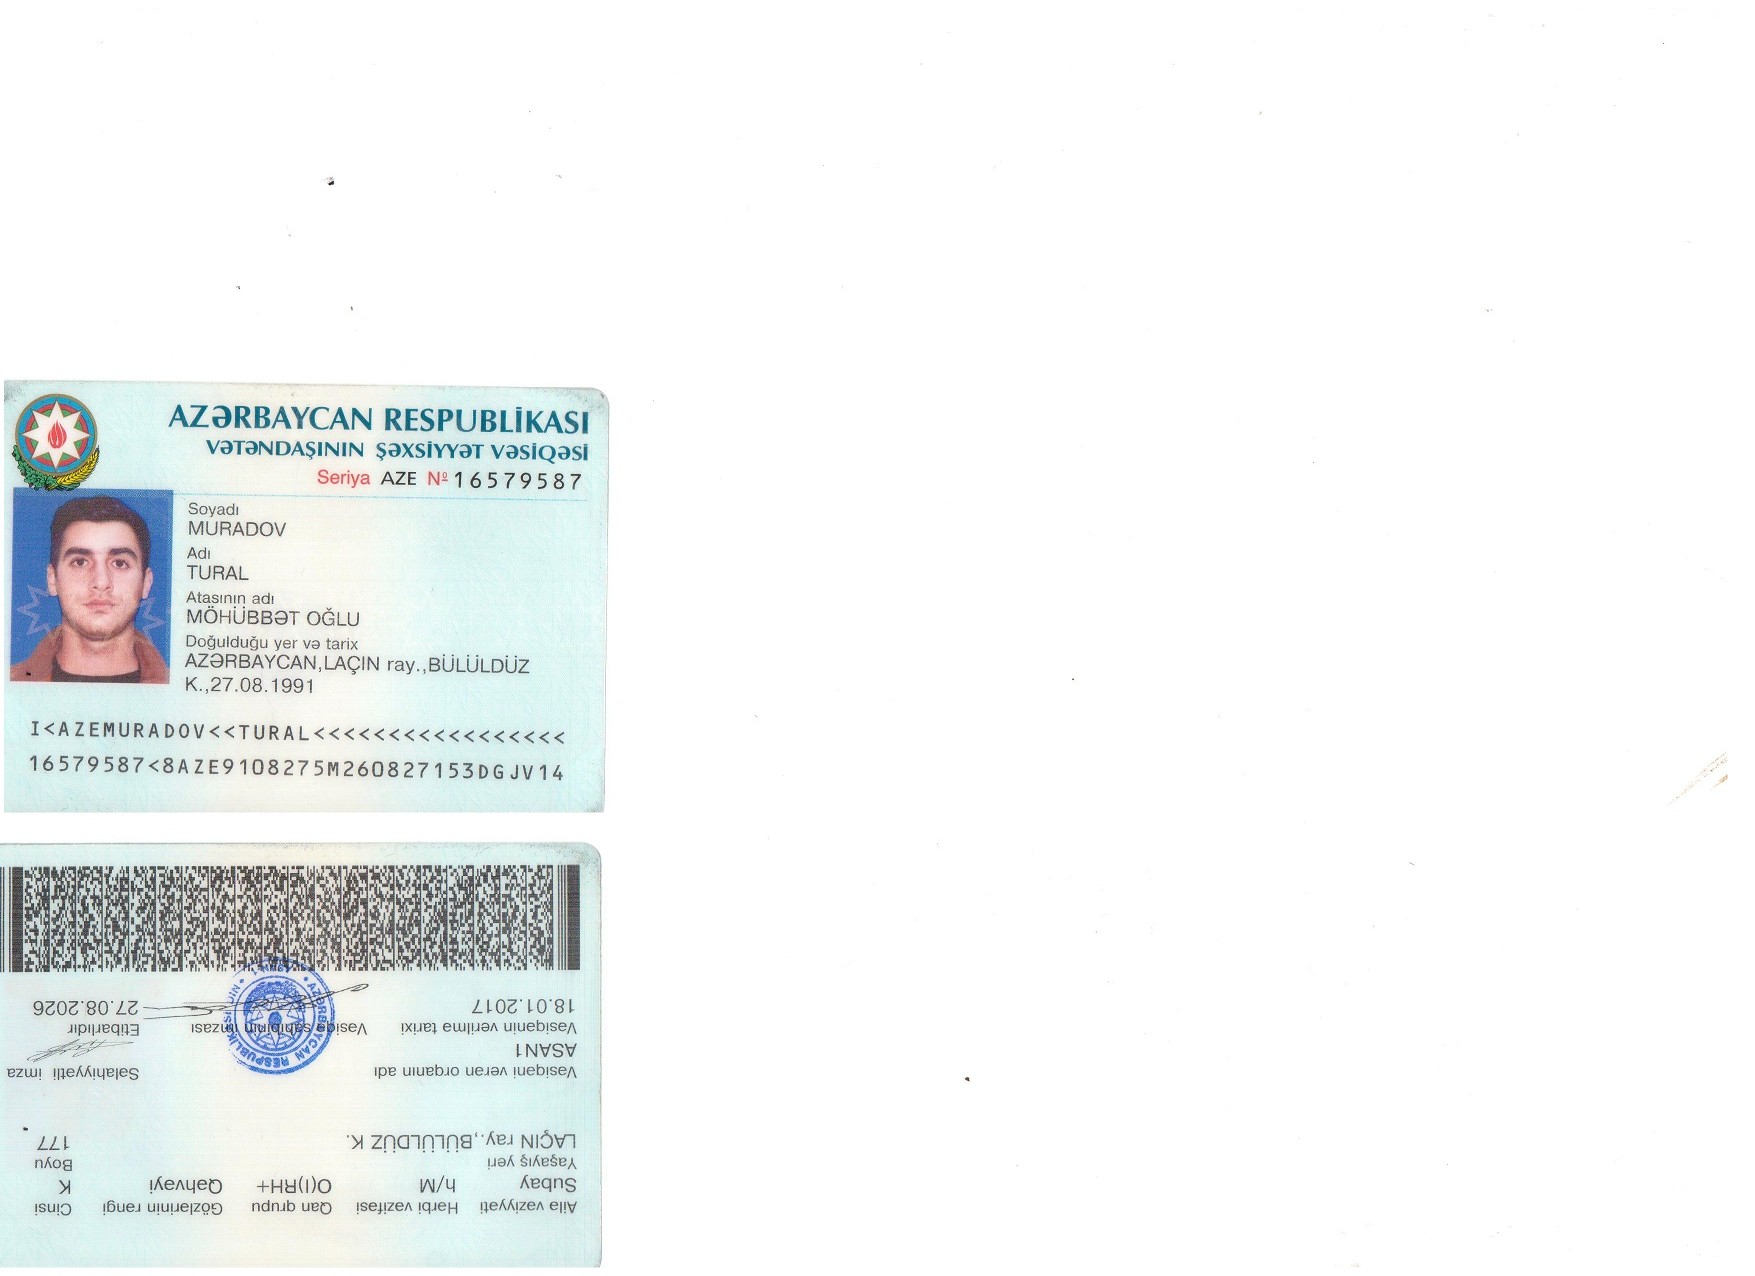 AZƏRBAYCAN RESPUBLİKASI
VƏTƏNDAŞININ ŞƏXSİYYƏT VƏSİQƏSİ
Seriya AZE № 16579587
Soyadı
MURADOV
Adı
TURAL
Atasının adı
MÖHÜBBƏT OĞLU
Doğulduğu yer və tarix
AZƏRBAYCAN,LAÇIN ray.,BÜLÜLDÜZ
K.,27.08.1991
I<AZEMURADOV<<TURAL<<<<<<<<<<<<<<<<<
16579587<8AZE9108275M260827153DGJV14
Ailə vəziyyəti Hərbi vəzifəsi Qan qrupu Gözlərinin rəngi Cinsi
Subay h/M O(I)RH+ Qəhvəyi K
Yaşayış yeri Boyu
LAÇIN ray.,BÜLÜLDÜZ K. 177
Vəsiqəni verən orqanın adı Səlahiyyətli imza
ASAN1
Vəsiqənin verilmə tarixi Vəsiqə sahibinin imzası Etibarlıdır
18.01.2017 27.08.2026
AZƏRBAYCAN RESPUBLİKASI